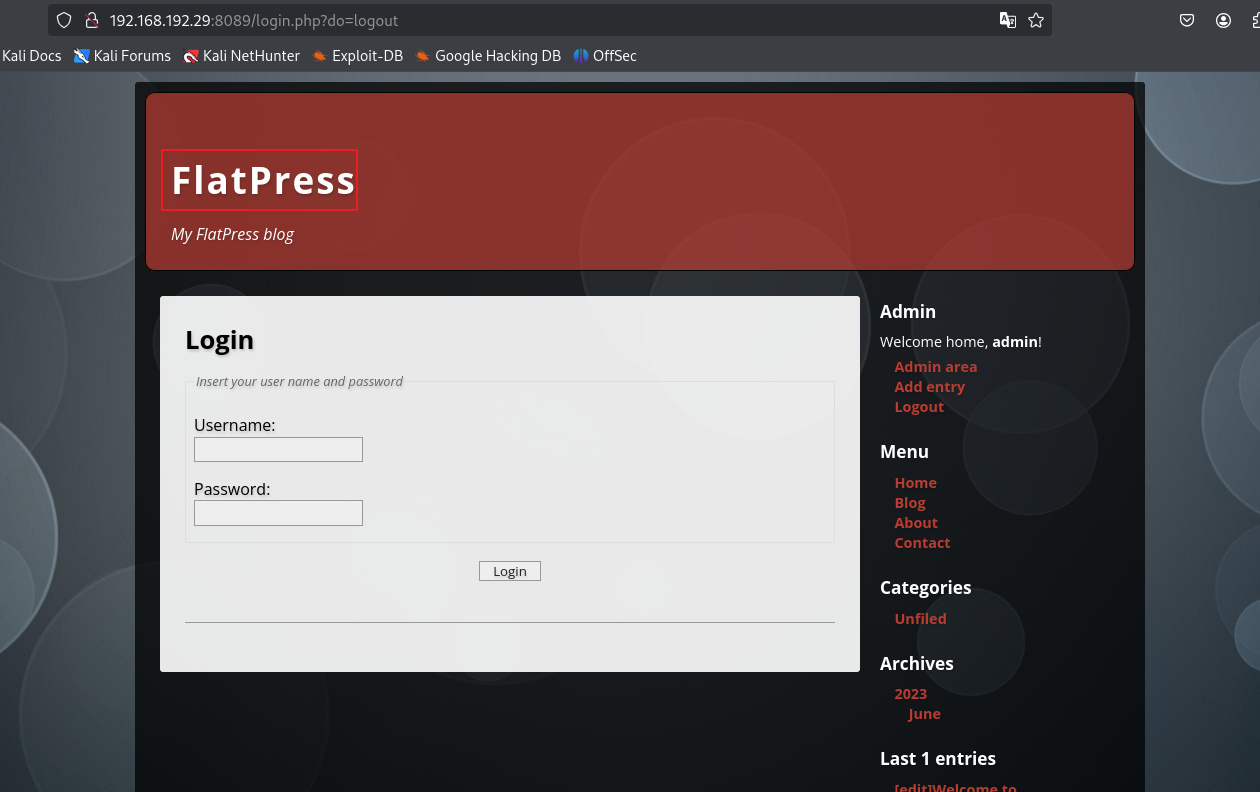 192.168.192.29:8089/login.php?do=logout
Kali Docs Kali Forums Kali NetHunter Exploit-DB Google Hacking DB OffSec
FlatPress
My FlatPress blog
Login
Insert your user name and password
Username:
Password:
Login
Admin
Welcome home, admin!
Admin area
Add entry
Logout
Menu
Home
Blog
About
Contact
Categories
Unfiled
Archives
2023
June
Last 1 entries
[edit]Welcome to